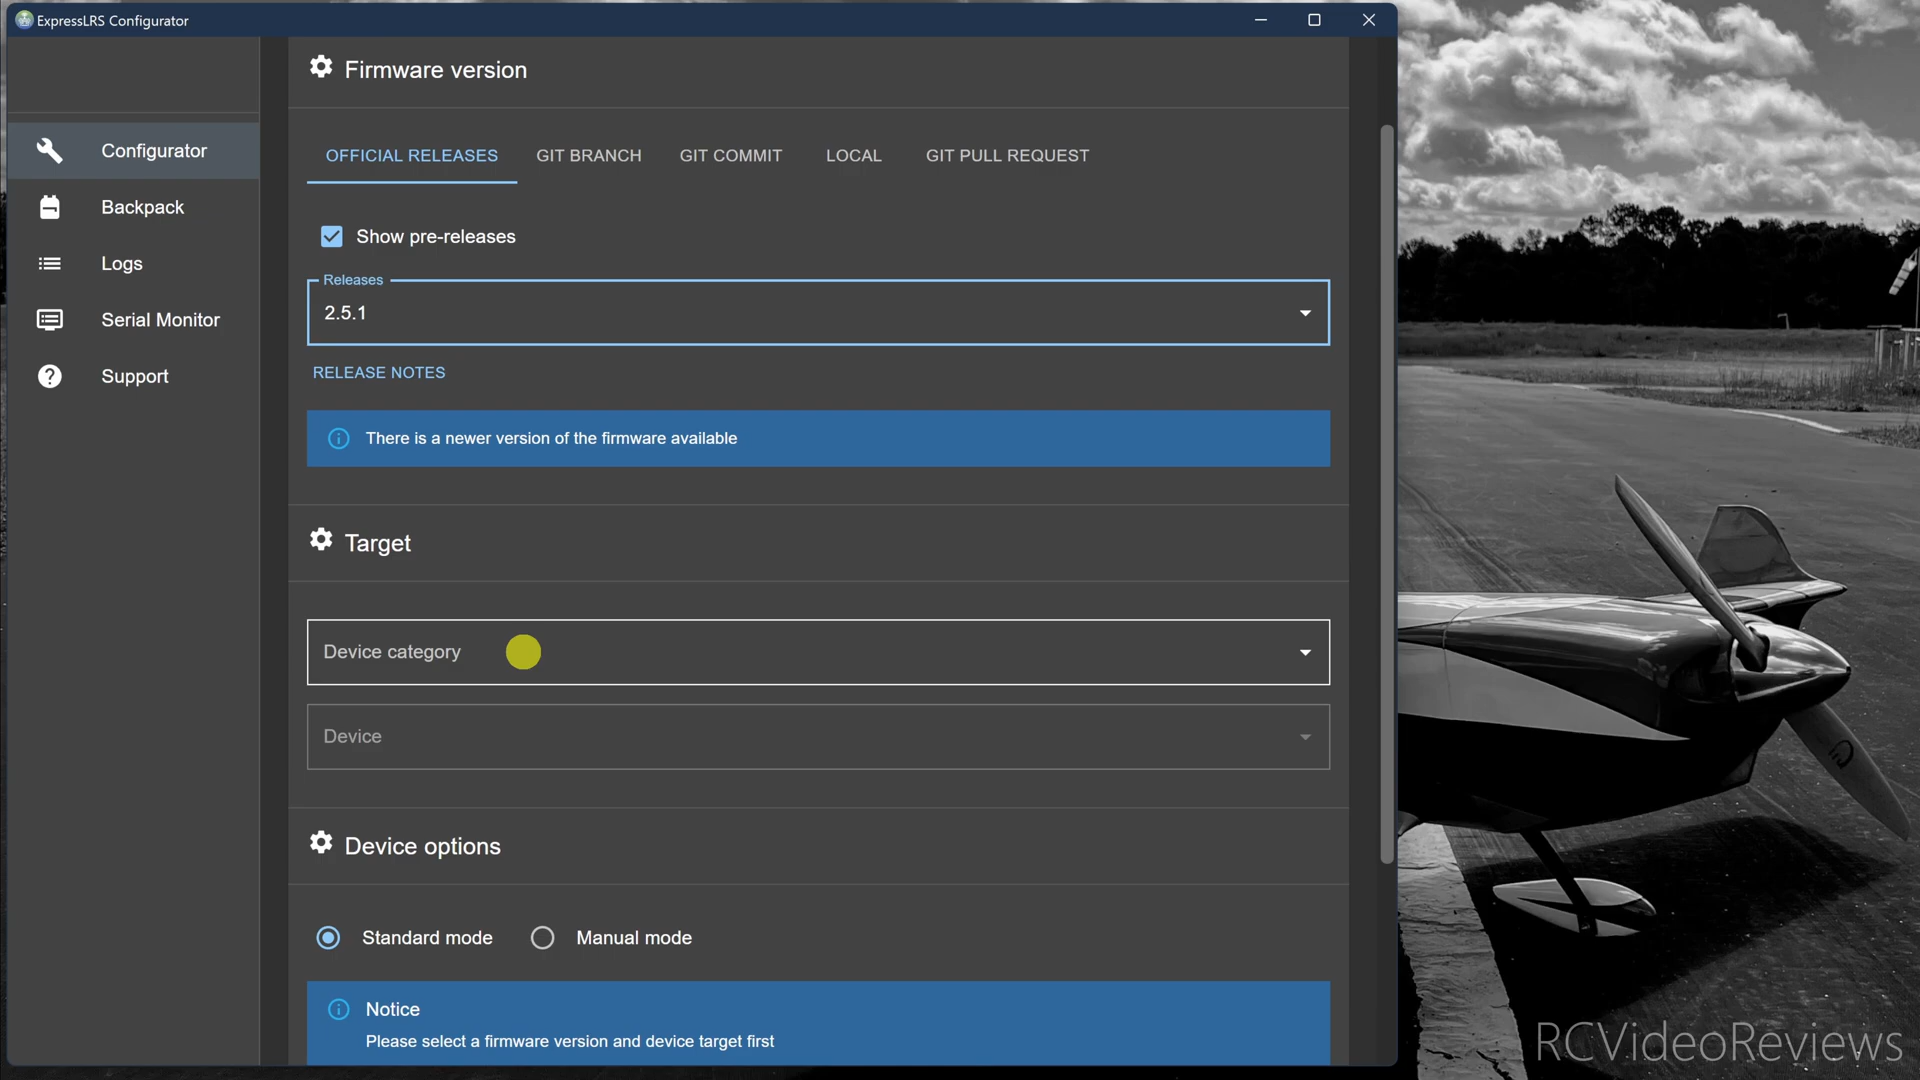 ExpressLRS Configurator
Configurator
Backpack
Logs
Serial Monitor
Support
Firmware version
OFFICIAL RELEASES
GIT BRANCH
GIT COMMIT
LOCAL
GIT PULL REQUEST
Show pre-releases
Releases
2.5.1
RELEASE NOTES
There is a newer version of the firmware available
Target
Device category
Device
Device options
Standard mode
Manual mode
Notice
Please select a firmware version and device target first
RCVideoReviews